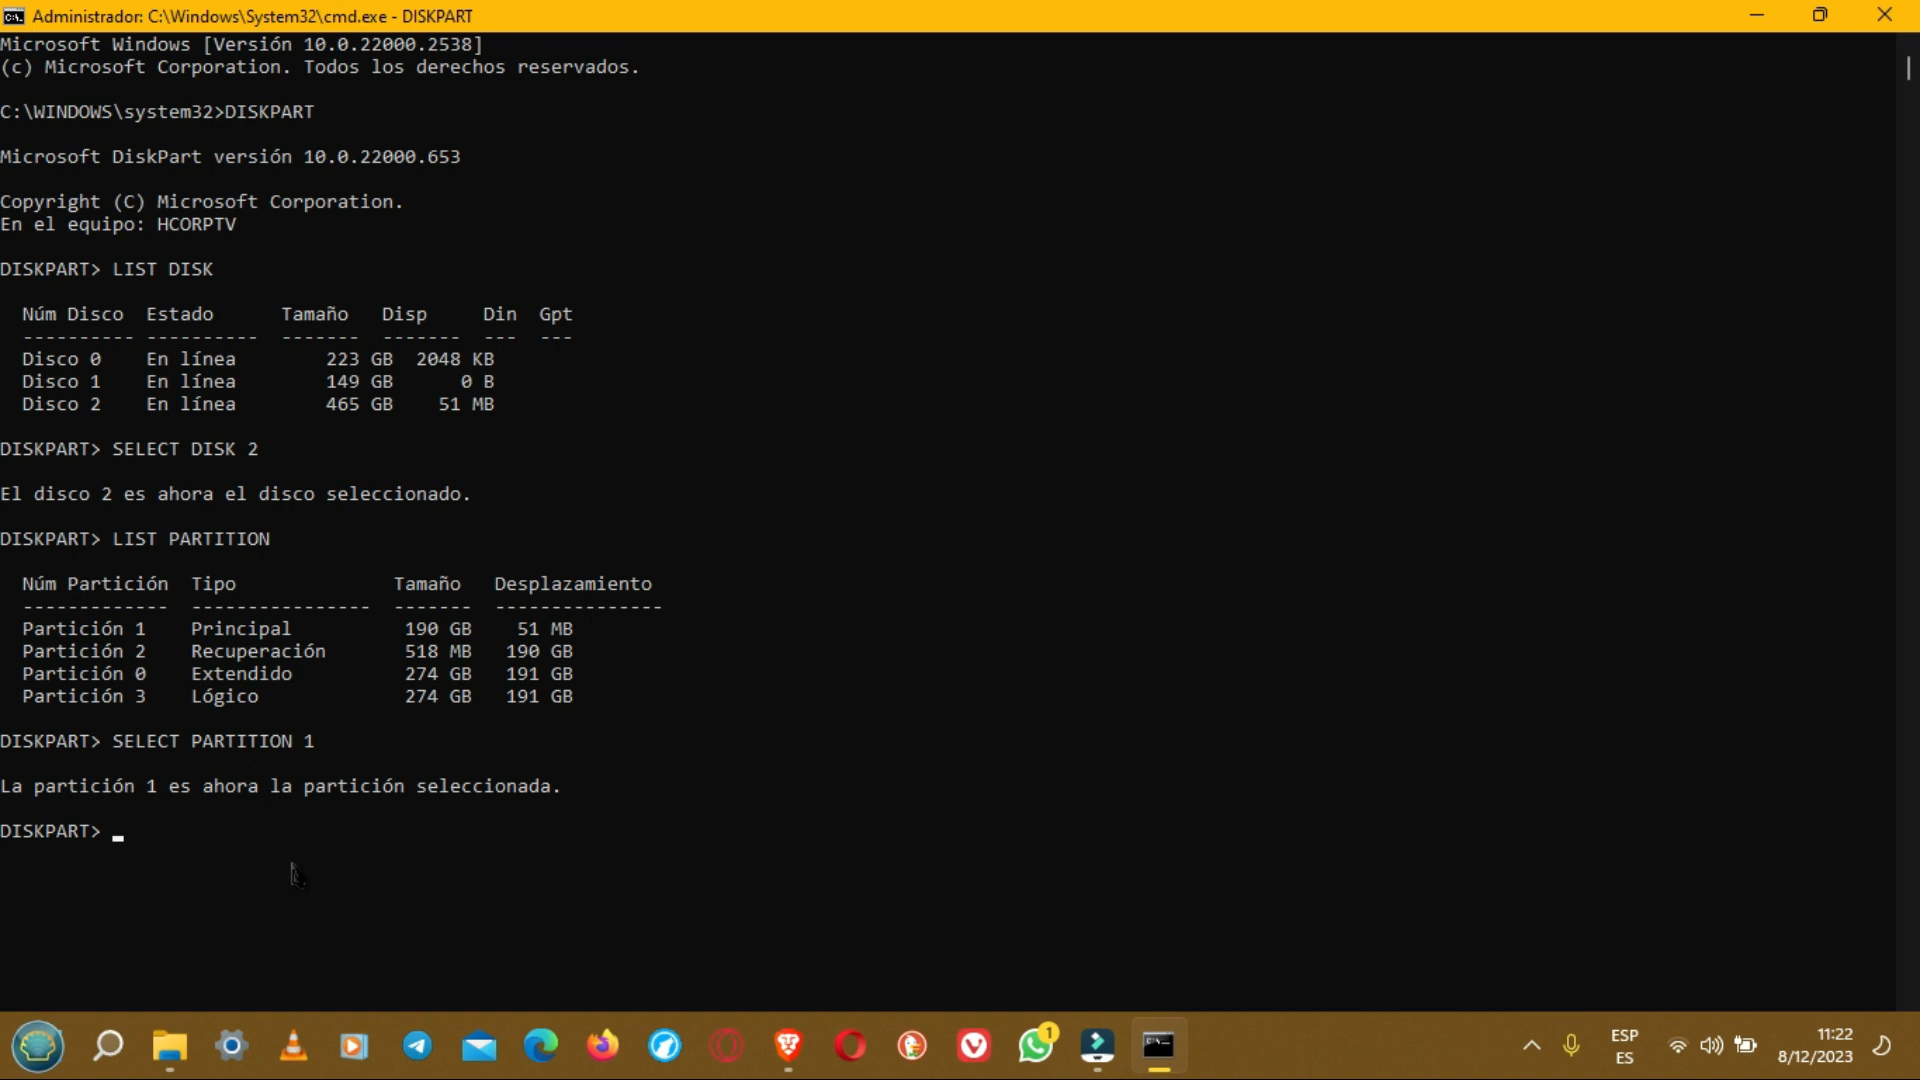 Administrador: C:\Windows\System32\cmd.exe - DISKPART
Microsoft Windows [Versión 10.0.22000.2538]
(c) Microsoft Corporation. Todos los derechos reservados.
C:\WINDOWS\system32>DISKPART
Microsoft DiskPart versión 10.0.22000.653
Copyright (C) Microsoft Corporation.
En el equipo: HCORPTV
DISKPART> LIST DISK
Núm Disco  Estado      Tamaño   Disp     Din  Gpt
---------- ----------  -------  -------  ---  ---
Disco 0    En línea        223 GB  2048 KB
Disco 1    En línea        149 GB      0 B
Disco 2    En línea        465 GB    51 MB
DISKPART> SELECT DISK 2
El disco 2 es ahora el disco seleccionado.
DISKPART> LIST PARTITION
Núm Partición  Tipo              Tamaño   Desplazamiento
-------------  ----------------  -------  ---------------
Partición 1    Principal          190 GB    51 MB
Partición 2    Recuperación       518 MB   190 GB
Partición 0    Extendido          274 GB   191 GB
Partición 3    Lógico             274 GB   191 GB
DISKPART> SELECT PARTITION 1
La partición 1 es ahora la partición seleccionada.
DISKPART>
1
ESP
ES
11:22
8/12/2023